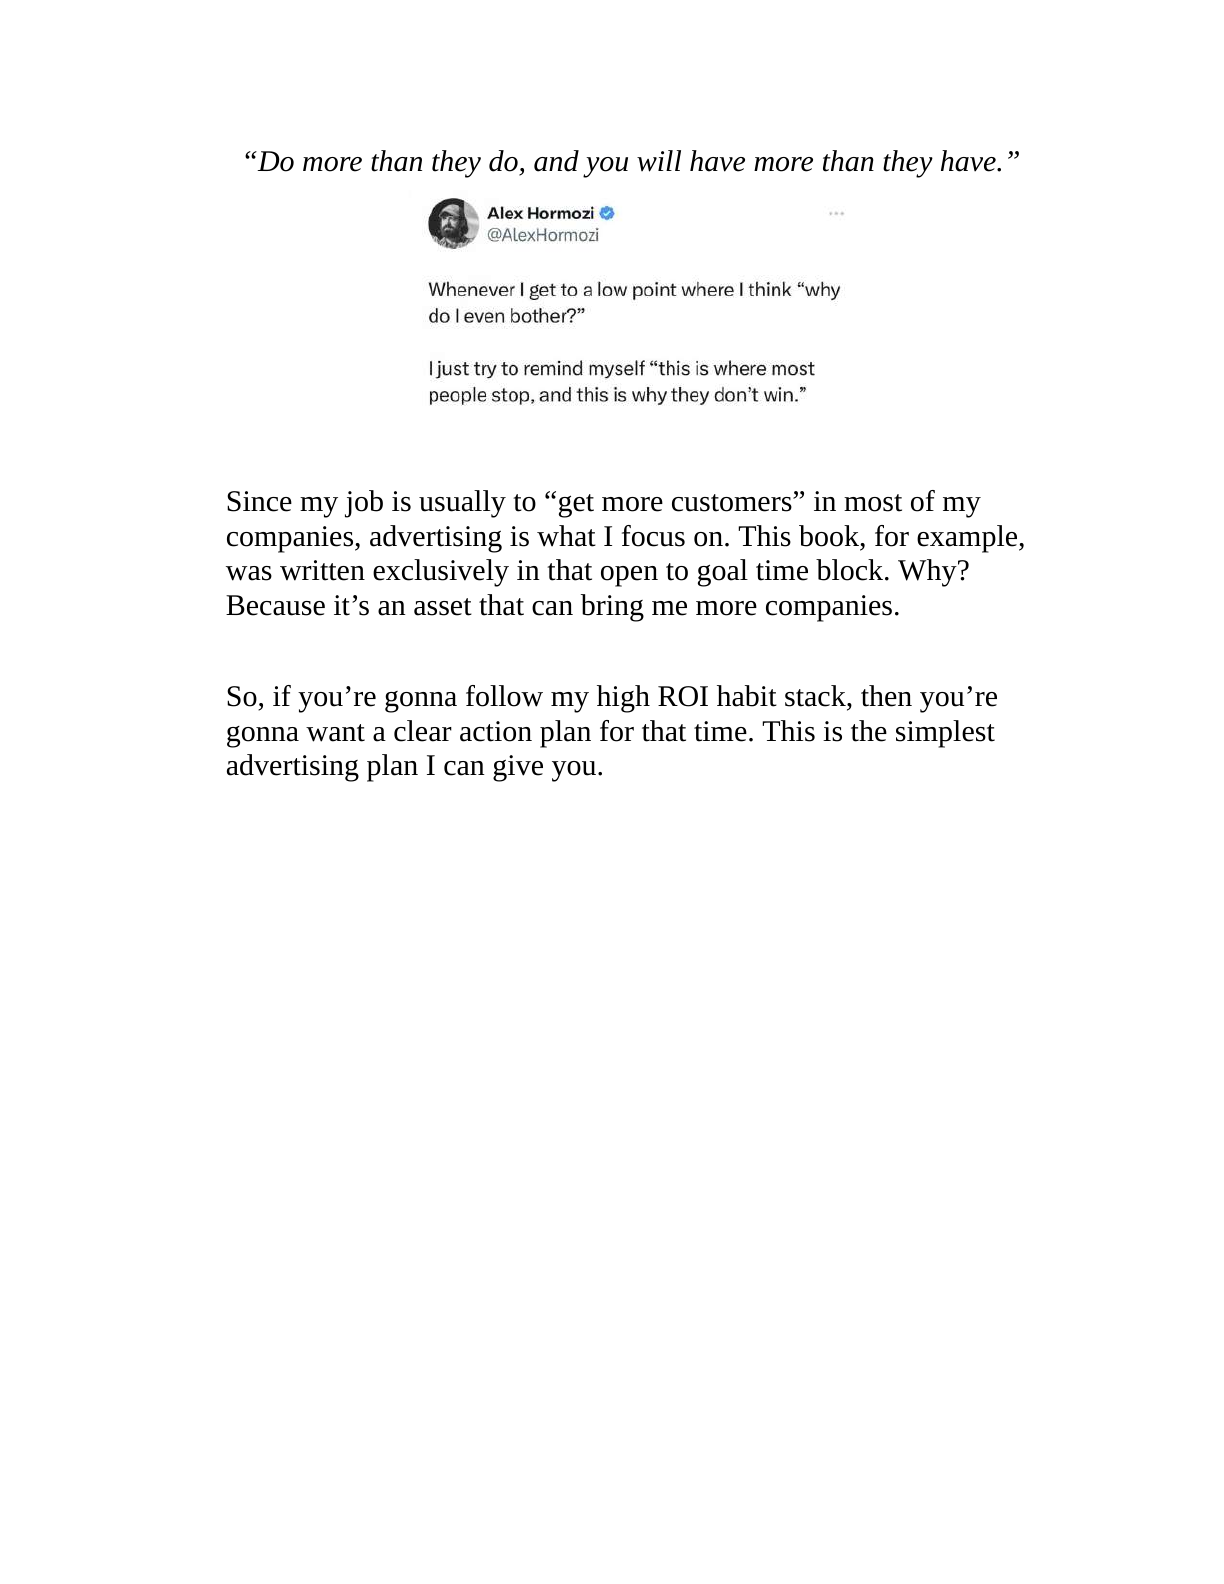 “Do more than they do, and you will have more than they have.”
Alex Hormozi
@AlexHormozi
Whenever I get to a low point where I think “why
do I even bother?”
I just try to remind myself “this is where most
people stop, and this is why they don’t win.”
Since my job is usually to “get more customers” in most of my
companies, advertising is what I focus on. This book, for example,
was written exclusively in that open to goal time block. Why?
Because it’s an asset that can bring me more companies.
So, if you’re gonna follow my high ROI habit stack, then you’re
gonna want a clear action plan for that time. This is the simplest
advertising plan I can give you.